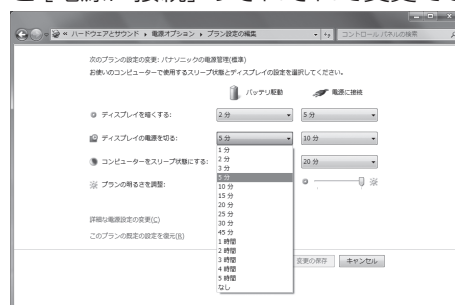 « ハードウェアとサウンド ▸ 電源オプション ▸ プラン設定の編集
コントロール パネルの検索
次のプランの設定の変更: パナソニックの電源管理(標準)
お使いのコンピューターで使用するスリープ状態とディスプレイの設定を選択してください。
バッテリ駆動 電源に接続
ディスプレイを暗くする: 2 分 5 分
ディスプレイの電源を切る: 5 分 10 分
コンピューターをスリープ状態にする: 20 分
プランの明るさを調整:
1 分
2 分
3 分
5 分
10 分
15 分
20 分
25 分
30 分
45 分
1 時間
2 時間
3 時間
4 時間
5 時間
なし
詳細な電源設定の変更(C)
このプランの既定の設定を復元(R)
変更の保存 キャンセル